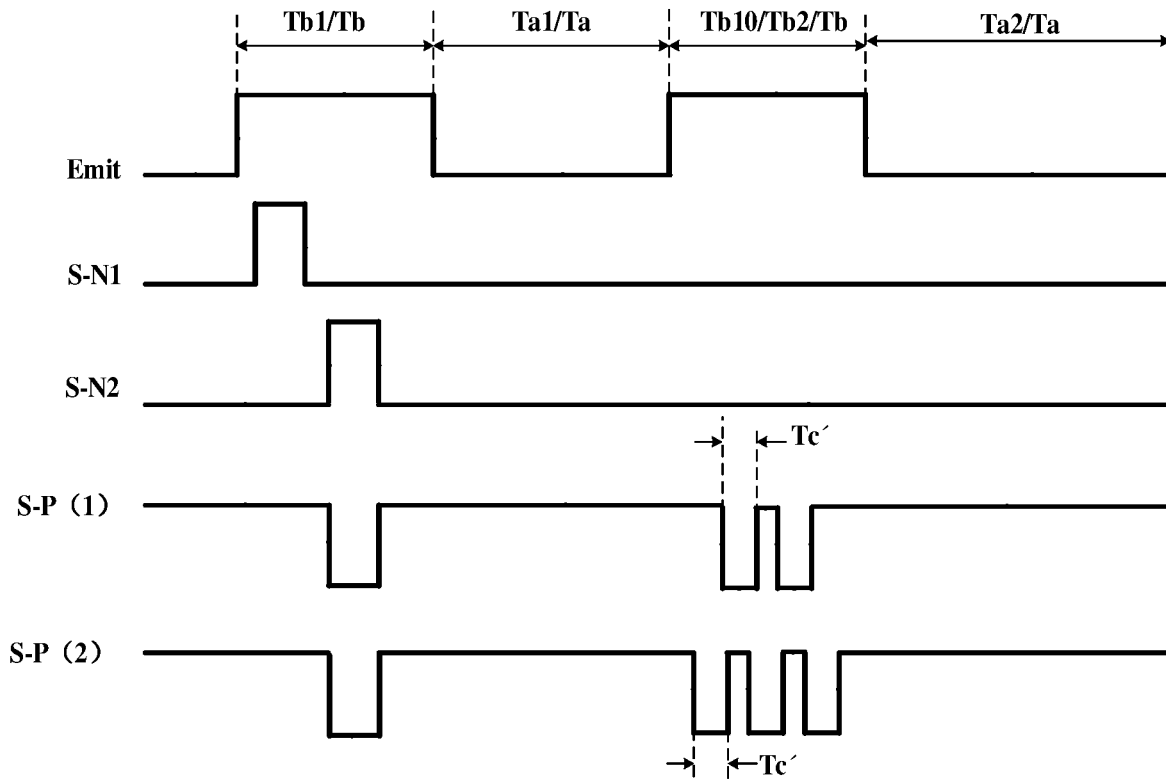 Tb1/Tb Ta1/Ta Tb10/Tb2/Tb Ta2/Ta
Emit
S-N1
S-N2
Tc´
S-P（1）
S-P（2）
Tc´